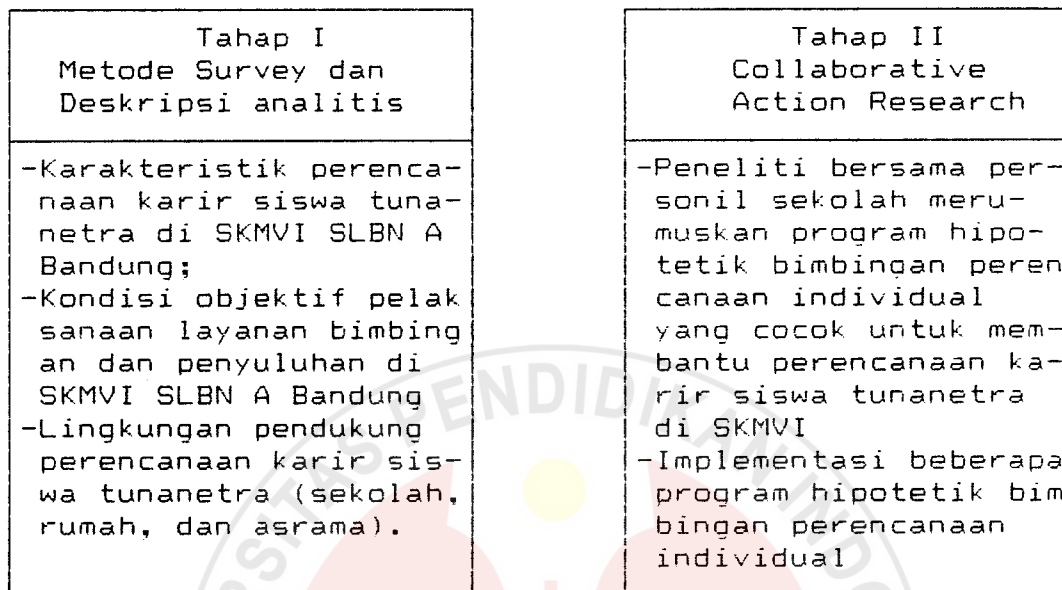 Tahap I
Metode Survey dan
Deskripsi analitis
-Karakteristik perenca-
naan karir siswa tuna-
netra di SKMVI SLBN A
Bandung;
-Kondisi objektif pelak
sanaan layanan bimbing
an dan penyuluhan di
SKMVI SLBN A Bandung
-Lingkungan pendukung
perencanaan karir sis-
wa tunanetra (sekolah,
rumah, dan asrama).
Tahap II
Collaborative
Action Research
-Peneliti bersama per-
sonil sekolah meru-
muskan program hipo-
tetik bimbingan peren
canaan individual
yang cocok untuk mem-
bantu perencanaan ka-
rir siswa tunanetra
di SKMVI
-Implementasi beberapa
program hipotetik bim
bingan perencanaan
individual
SITAS PENDIDIKAN INDO